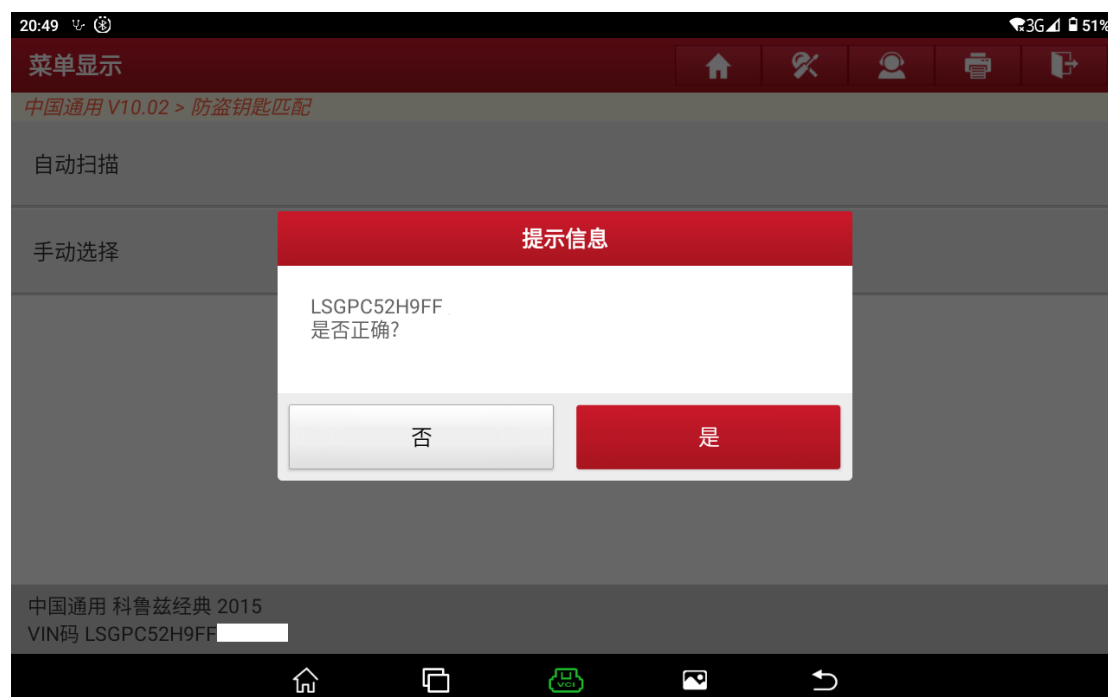 20:49
3G 51%
菜单显示
中国通用 V10.02 > 防盗钥匙匹配
自动扫描
手动选择
提示信息
LSGPC52H9FF
是否正确?
否
是
中国通用 科鲁兹经典 2015
VIN码 LSGPC52H9FF
VCI